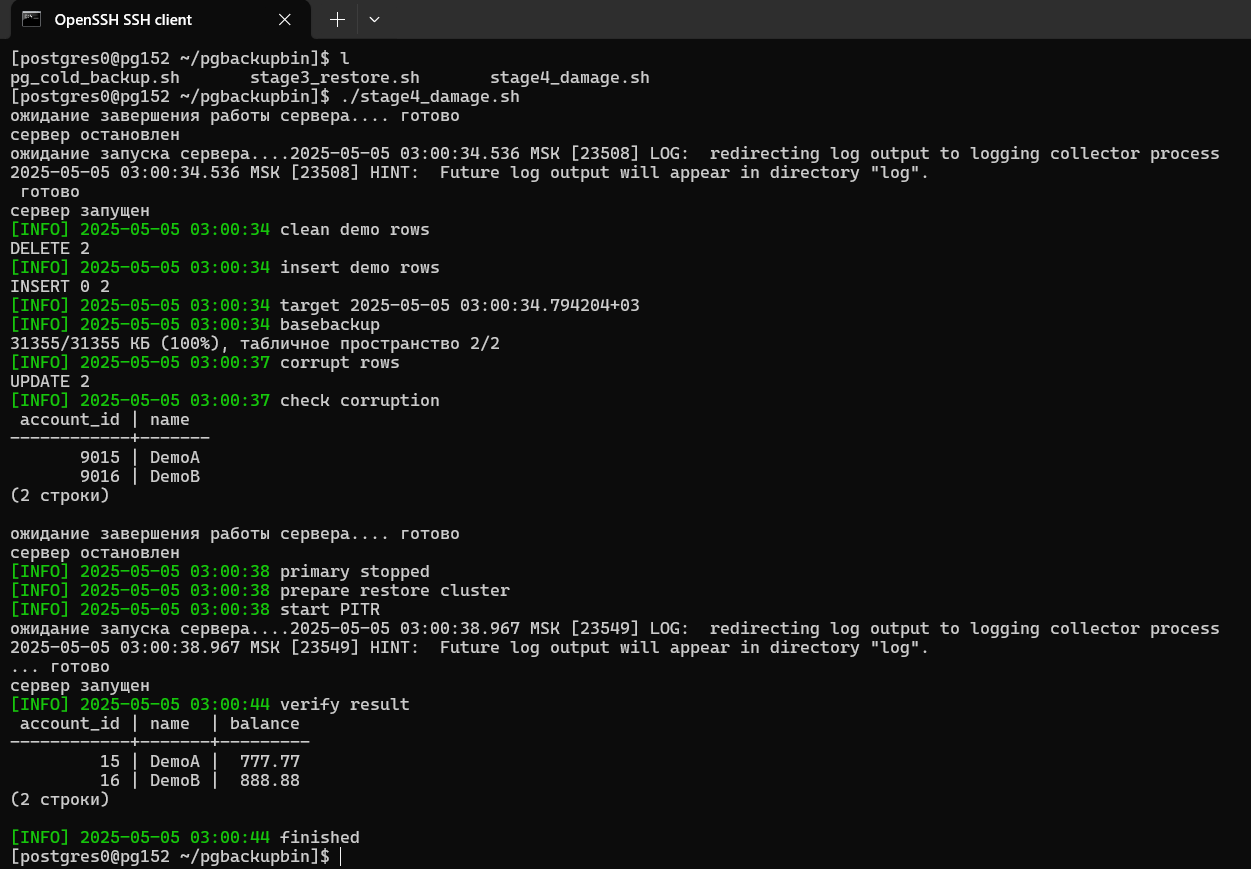 OpenSSH SSH client
[postgres0@pg152 ~/pgbackupbin]$ l
pg_cold_backup.sh       stage3_restore.sh       stage4_damage.sh
[postgres0@pg152 ~/pgbackupbin]$ ./stage4_damage.sh
ожидание завершения работы сервера.... готово
сервер остановлен
ожидание запуска сервера....2025-05-05 03:00:34.536 MSK [23508] LOG:  redirecting log output to logging collector process
2025-05-05 03:00:34.536 MSK [23508] HINT:  Future log output will appear in directory "log".
 готово
сервер запущен
[INFO] 2025-05-05 03:00:34 clean demo rows
DELETE 2
[INFO] 2025-05-05 03:00:34 insert demo rows
INSERT 0 2
[INFO] 2025-05-05 03:00:34 target 2025-05-05 03:00:34.794204+03
[INFO] 2025-05-05 03:00:34 basebackup
31355/31355 КБ (100%), табличное пространство 2/2
[INFO] 2025-05-05 03:00:37 corrupt rows
UPDATE 2
[INFO] 2025-05-05 03:00:37 check corruption
 account_id | name
------------+-------
       9015 | DemoA
       9016 | DemoB
(2 строки)

ожидание завершения работы сервера.... готово
сервер остановлен
[INFO] 2025-05-05 03:00:38 primary stopped
[INFO] 2025-05-05 03:00:38 prepare restore cluster
[INFO] 2025-05-05 03:00:38 start PITR
ожидание запуска сервера....2025-05-05 03:00:38.967 MSK [23549] LOG:  redirecting log output to logging collector process
2025-05-05 03:00:38.967 MSK [23549] HINT:  Future log output will appear in directory "log".
... готово
сервер запущен
[INFO] 2025-05-05 03:00:44 verify result
 account_id | name  | balance
------------+-------+---------
         15 | DemoA |  777.77
         16 | DemoB |  888.88
(2 строки)

[INFO] 2025-05-05 03:00:44 finished
[postgres0@pg152 ~/pgbackupbin]$